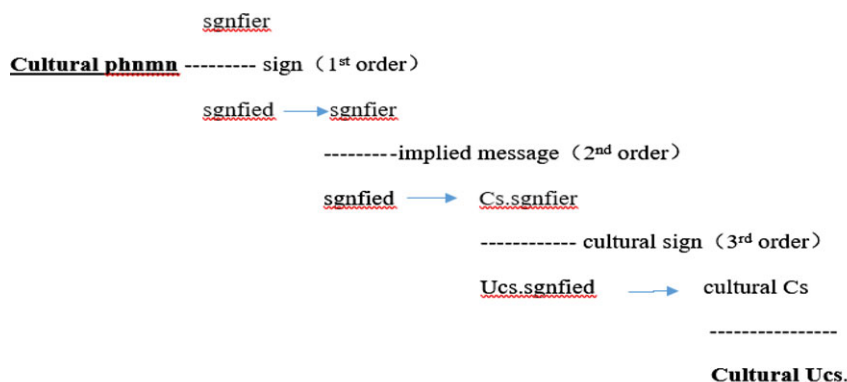 sgnfier
Cultural phnmn --------- sign（1st order）
sgnfied sgnfier
---------implied message（2nd order）
sgnfied Cs.sgnfier
------------ cultural sign（3rd order）
Ucs.sgnfied cultural Cs
----------------
Cultural Ucs.